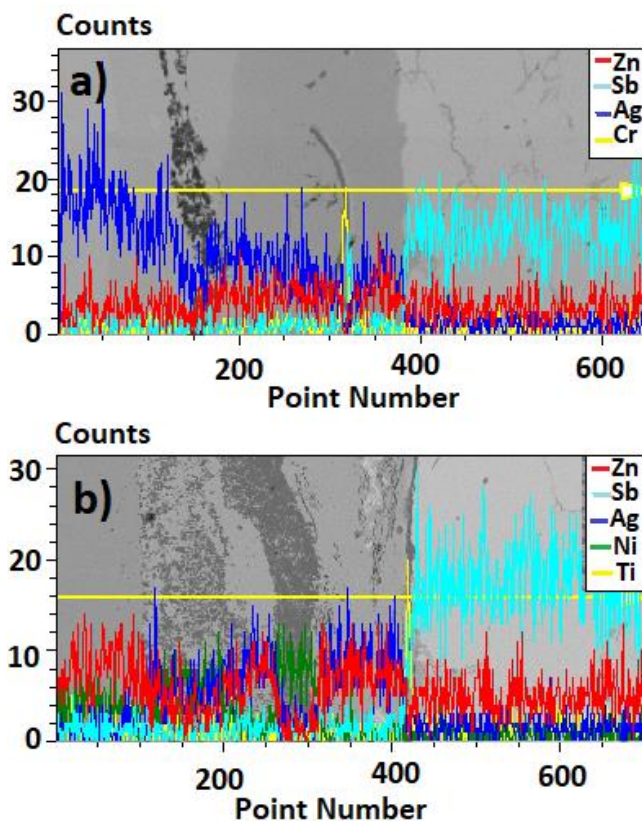 Counts
a)
Zn
Sb
Ag
Cr
30
20
10
0
200
400
600
Point Number
Counts
b)
Zn
Sb
Ag
Ni
Ti
30
20
10
0
200
400
600
Point Number